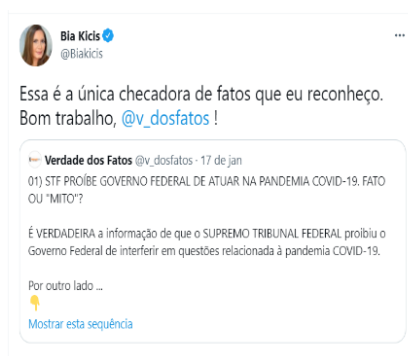 Bia Kicis
@Biakicis
...
Essa é a única checadora de fatos que eu reconheço.
Bom trabalho, @v_dosfatos !
Verdade dos Fatos @v_dosfatos · 17 de jan
01) STF PROÍBE GOVERNO FEDERAL DE ATUAR NA PANDEMIA COVID-19. FATO
OU "MITO"?
É VERDADEIRA a informação de que o SUPREMO TRIBUNAL FEDERAL proibiu o
Governo Federal de interferir em questões relacionada à pandemia COVID-19.
Por outro lado ...
👇
Mostrar esta sequência